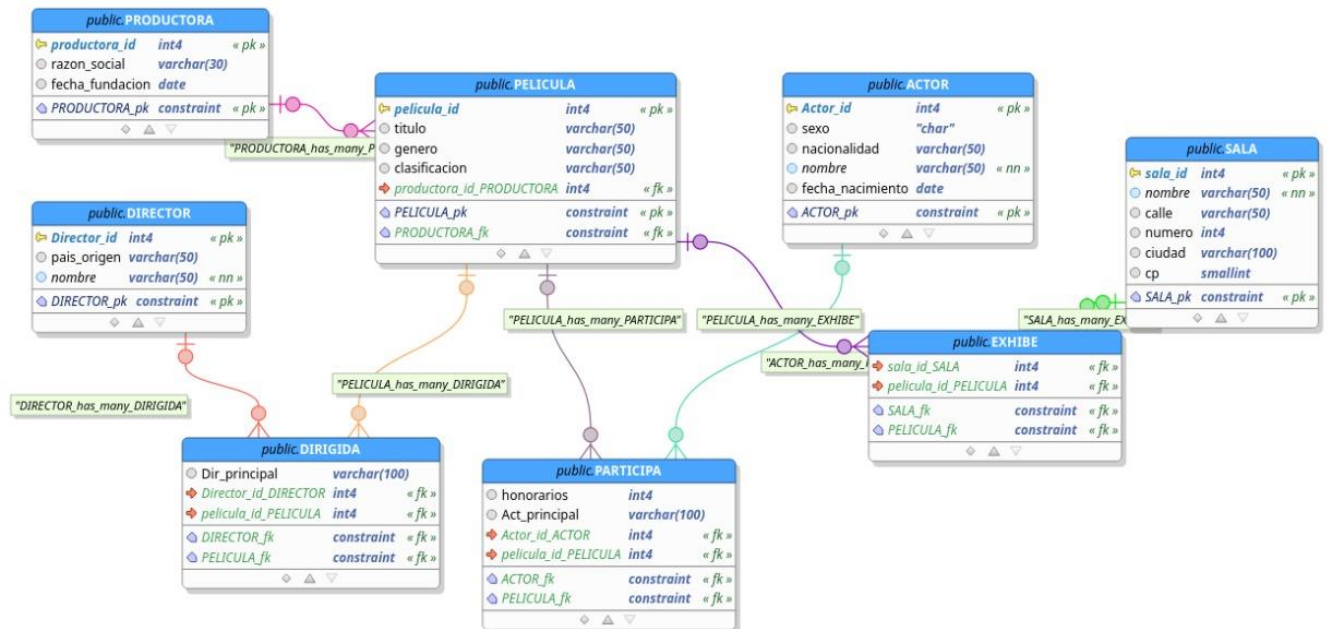 public.PRODUCTORA
productora_id int4 « pk »
razon_social varchar(30)
fecha_fundacion date
PRODUCTORA_pk constraint « pk »
"PRODUCTORA_has_many_P
public.PELICULA
pelicula_id int4 « pk »
titulo varchar(50)
genero varchar(50)
clasificacion varchar(50)
productora_id_PRODUCTORA int4 « fk »
PELICULA_pk constraint « pk »
PRODUCTORA_fk constraint « fk »
public.ACTOR
Actor_id int4 « pk »
sexo "char"
nacionalidad varchar(50)
nombre varchar(50) « nn »
fecha_nacimiento date
ACTOR_pk constraint « pk »
public.SALA
sala_id int4 « pk »
nombre varchar(50) « nn »
calle varchar(50)
numero int4
ciudad varchar(100)
cp smallint
SALA_pk constraint « pk »
public.DIRECTOR
Director_id int4 « pk »
pais_origen varchar(50)
nombre varchar(50) « nn »
DIRECTOR_pk constraint « pk »
"PELICULA_has_many_PARTICIPA"
"PELICULA_has_many_EXHIBE"
"SALA_has_many_EX
"ACTOR_has_many_
"PELICULA_has_many_DIRIGIDA"
"DIRECTOR_has_many_DIRIGIDA"
public.EXHIBE
sala_id_SALA int4 « fk »
pelicula_id_PELICULA int4 « fk »
SALA_fk constraint « fk »
PELICULA_fk constraint « fk »
public.DIRIGIDA
Dir_principal varchar(100)
Director_id_DIRECTOR int4 « fk »
pelicula_id_PELICULA int4 « fk »
DIRECTOR_fk constraint « fk »
PELICULA_fk constraint « fk »
public.PARTICIPA
honorarios int4
Act_principal varchar(100)
Actor_id_ACTOR int4 « fk »
pelicula_id_PELICULA int4 « fk »
ACTOR_fk constraint « fk »
PELICULA_fk constraint « fk »